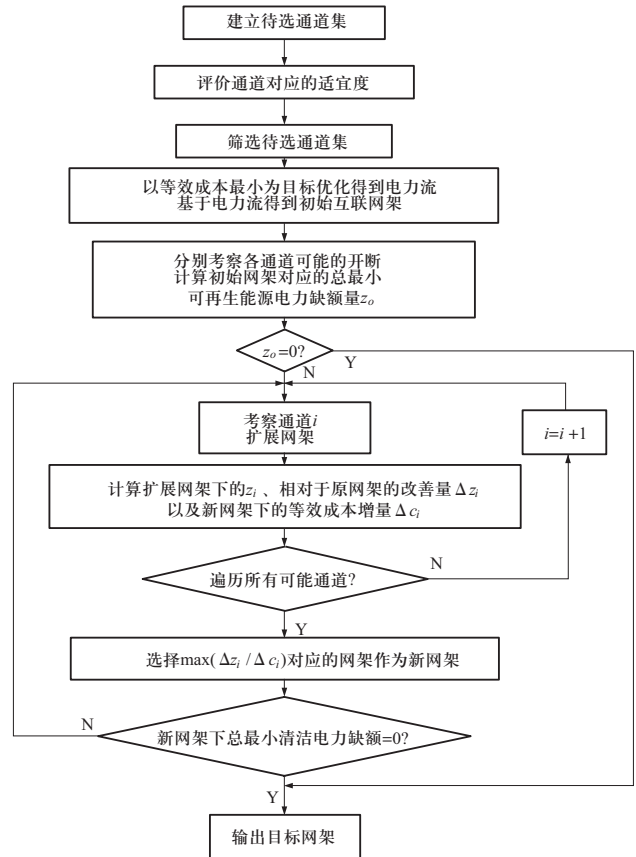 建立待选通道集
评价通道对应的适宜度
筛选待选通道集
以等效成本最小为目标优化得到电力流
基于电力流得到初始互联网架
分别考察各通道可能的开断
计算初始网架对应的总最小
可再生能源电力缺额量zₒ
zₒ=0?
Y
N
考察通道i
扩展网架
i=i+1
计算扩展网架下的zᵢ、相对于原网架的改善量Δzᵢ
以及新网架下的等效成本增量Δcᵢ
遍历所有可能通道?
N
Y
选择max(Δzᵢ/Δcᵢ)对应的网架作为新网架
N
新网架下总最小清洁电力缺额=0?
Y
输出目标网架